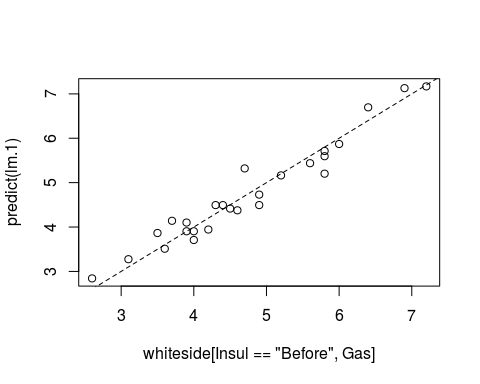 7
6
5
4
3
predict(lm.1)
3 4 5 6 7
whiteside[Insul == "Before", Gas]